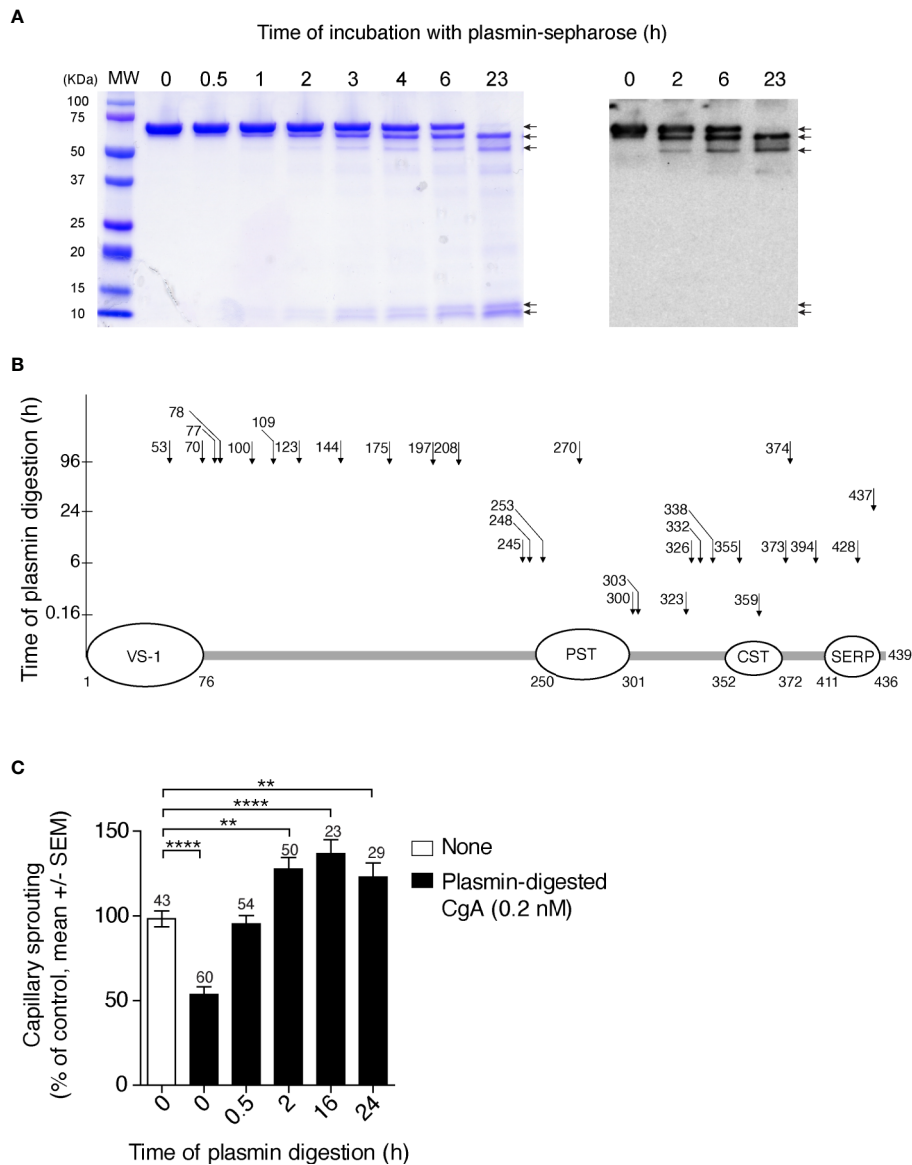 A
Time of incubation with plasmin-sepharose (h)
(KDa) MW 0 0.5 1 2 3 4 6 23
0 2 6 23
100
75
50
37
25
20
15
10
B
Time of plasmin digestion (h)
78
109
77
53 70 100 123 144 175 197 208 270 374
96
437
24
253 338
248 332
245 326 355 373 394 428
6
303
300 323 359
0.16
VS-1 PST CST SERP 439
1 76 250 301 352 372 411 436
C
Capillary sprouting
(% of control, mean +/- SEM)
**
****
**
****
150
100
50
0
43 60 54 50 23 29
None
Plasmin-digested
CgA (0.2 nM)
0 0 0.5 2 16 24
Time of plasmin digestion (h)